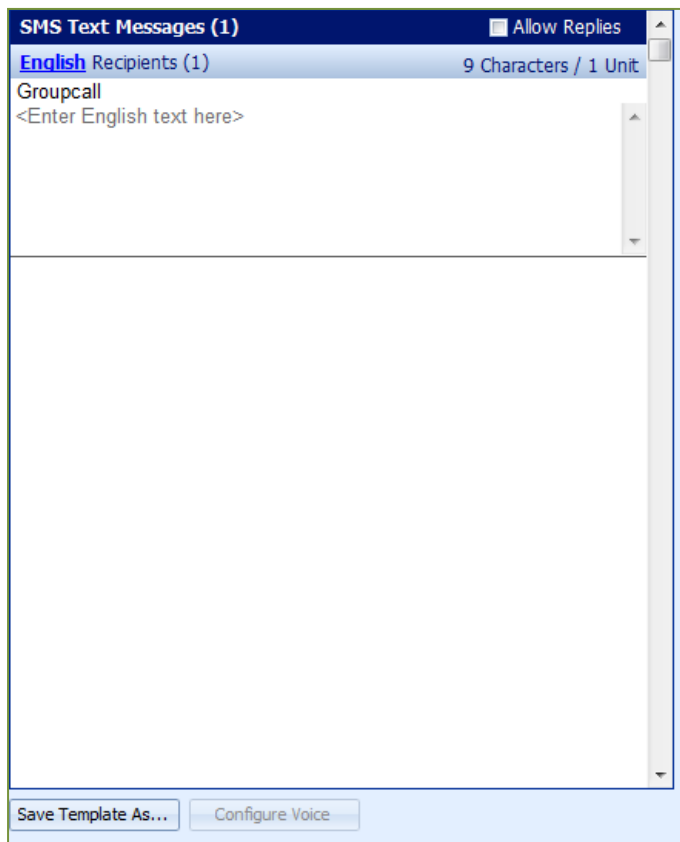 SMS Text Messages (1) Allow Replies
English Recipients (1) 9 Characters / 1 Unit
Groupcall
<Enter English text here>
Save Template As... Configure Voice